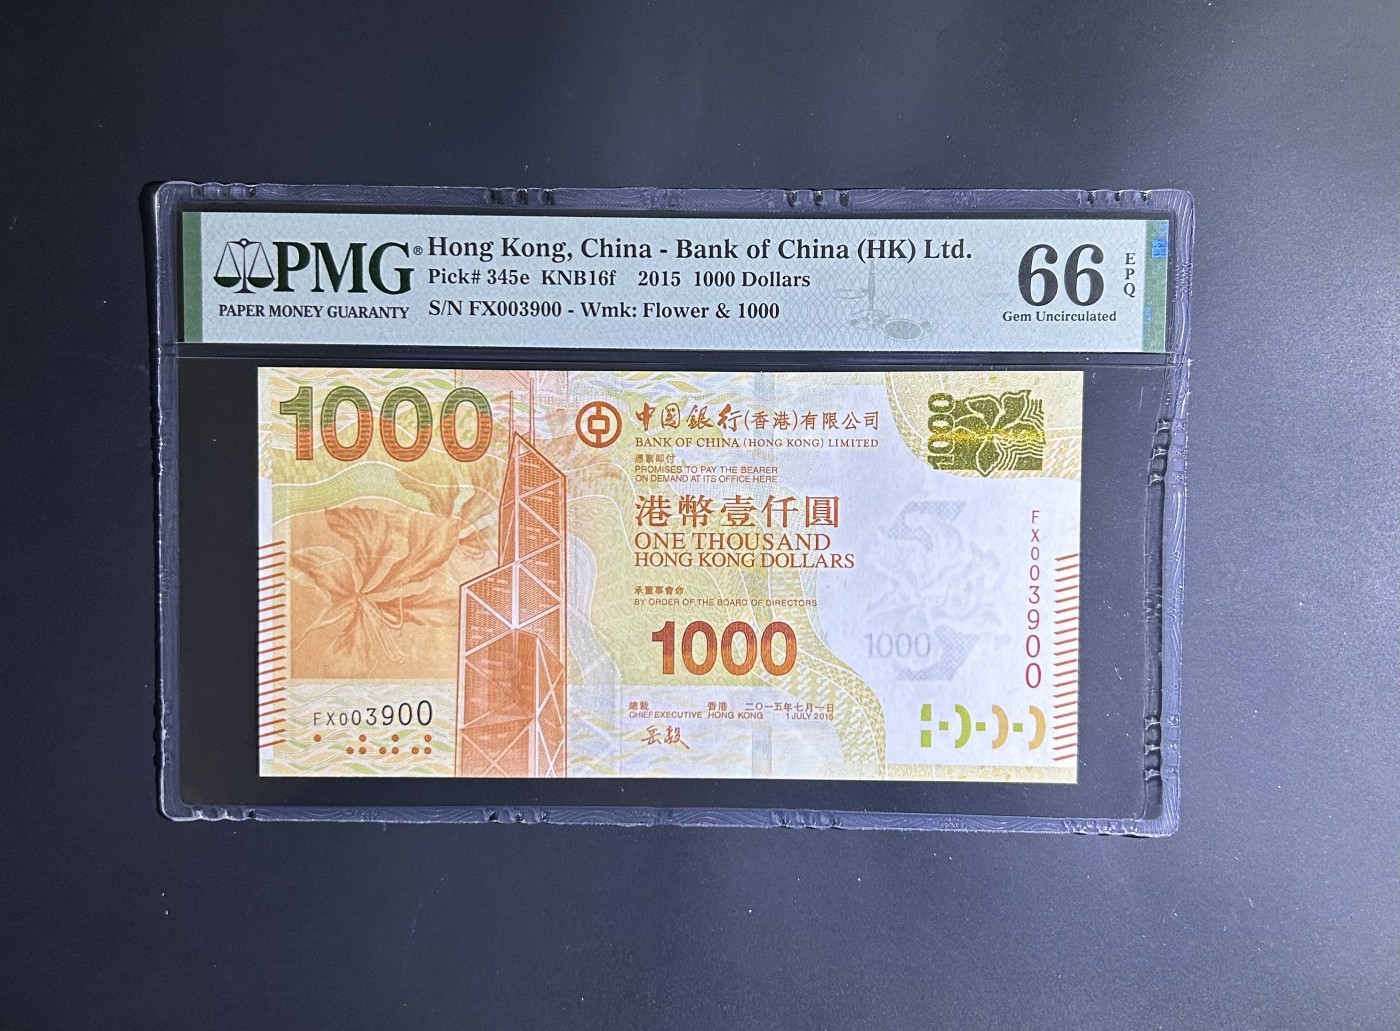 PMG®
PAPER MONEY GUARANTY
Hong Kong, China - Bank of China (HK) Ltd.
Pick# 345e KNB16f 2015 1000 Dollars
S/N FX003900 - Wmk: Flower & 1000
66
EPQ
Gem Uncirculated
1000
中国銀行(香港)有限公司
BANK OF CHINA (HONG KONG) LIMITED
憑票即付
PROMISES TO PAY THE BEARER
ON DEMAND AT ITS OFFICE HERE
港幣壹仟圓
ONE THOUSAND
HONG KONG DOLLARS
承董事會命
BY ORDER OF THE BOARD OF DIRECTORS
1000
總裁 香港 二〇一五年七月一日
CHIEF EXECUTIVE HONG KONG 1 JULY 2015
岳毅
FX003900
1000
1000
FX003900